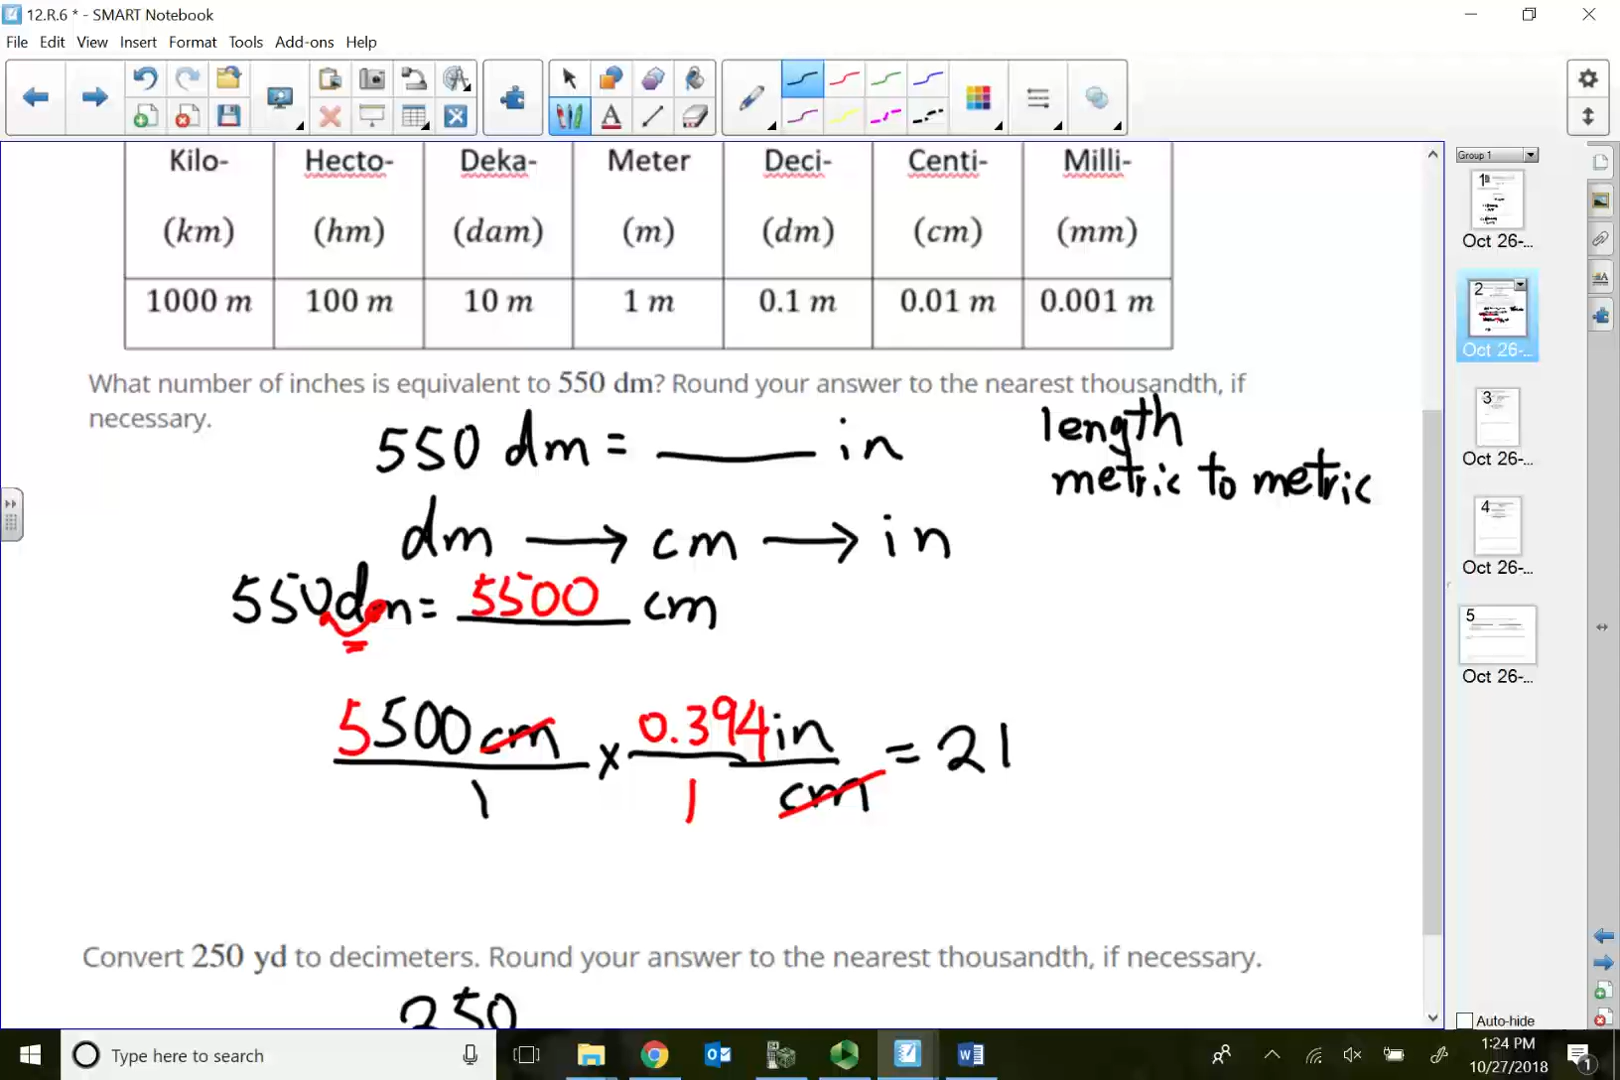 12.R.6 * - SMART Notebook
File Edit View Insert Format Tools Add-ons Help
Kilo- Hecto- Deka- Meter Deci- Centi- Milli-
(km) (hm) (dam) (m) (dm) (cm) (mm)
1000 m 100 m 10 m 1 m 0.1 m 0.01 m 0.001 m
What number of inches is equivalent to 550 dm? Round your answer to the nearest thousandth, if
necessary.
550 dm = ____ in
length
metric to metric
dm → cm → in
550dm = 5500 cm
5500 cm / 1 × 0.394 in / 1 cm = 21
Convert 250 yd to decimeters. Round your answer to the nearest thousandth, if necessary.
250
Group 1
1
Oct 26-...
2
Oct 26-...
3
Oct 26-...
4
Oct 26-...
5
Oct 26-...
Auto-hide
Type here to search
1:24 PM
10/27/2018
1